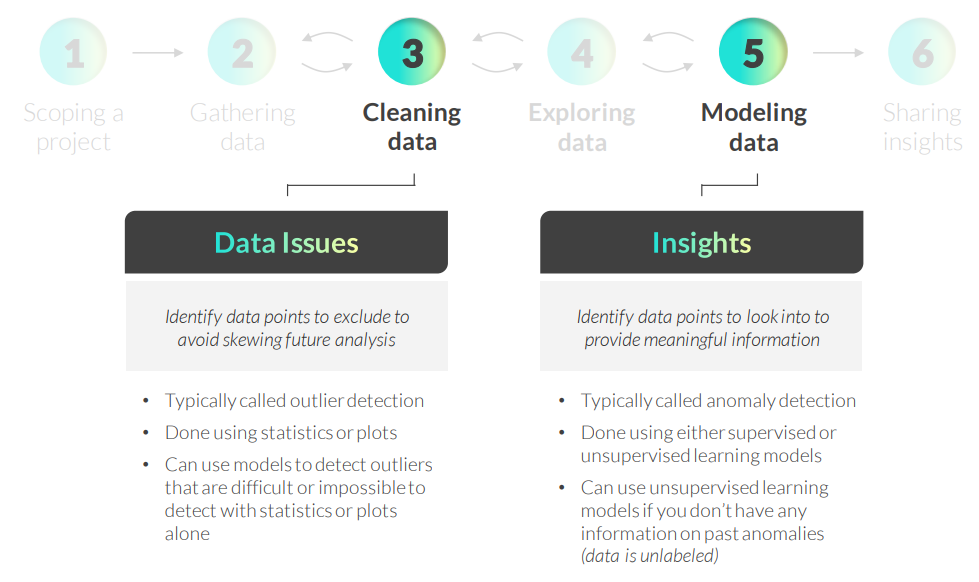 1
2
3
4
5
6
Scoping a
project
Gathering
data
Cleaning
data
Exploring
data
Modeling
data
Sharing
insights
Data Issues
Identify data points to exclude to
avoid skewing future analysis
• Typically called outlier detection
• Done using statistics or plots
• Can use models to detect outliers
that are difficult or impossible to
detect with statistics or plots
alone
Insights
Identify data points to look into to
provide meaningful information
• Typically called anomaly detection
• Done using either supervised or
unsupervised learning models
• Can use unsupervised learning
models if you don’t have any
information on past anomalies
(data is unlabeled)